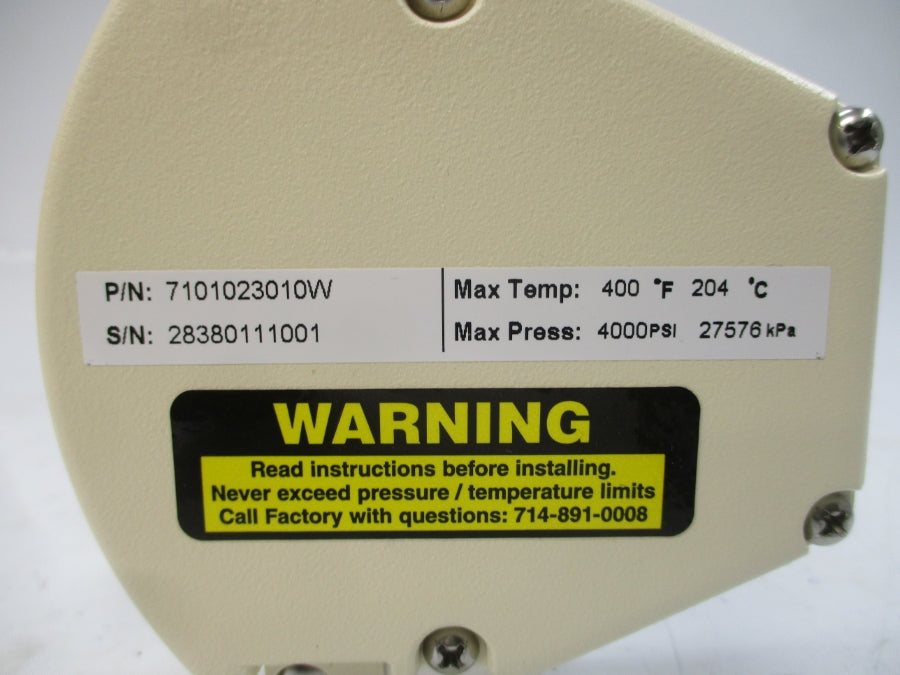 P/N: 7101023010W
S/N: 28380111001
Max Temp: 400 °F 204 °C
Max Press: 4000PSI 27576 kPa
WARNING
Read instructions before installing.
Never exceed pressure / temperature limits
Call Factory with questions: 714-891-0008